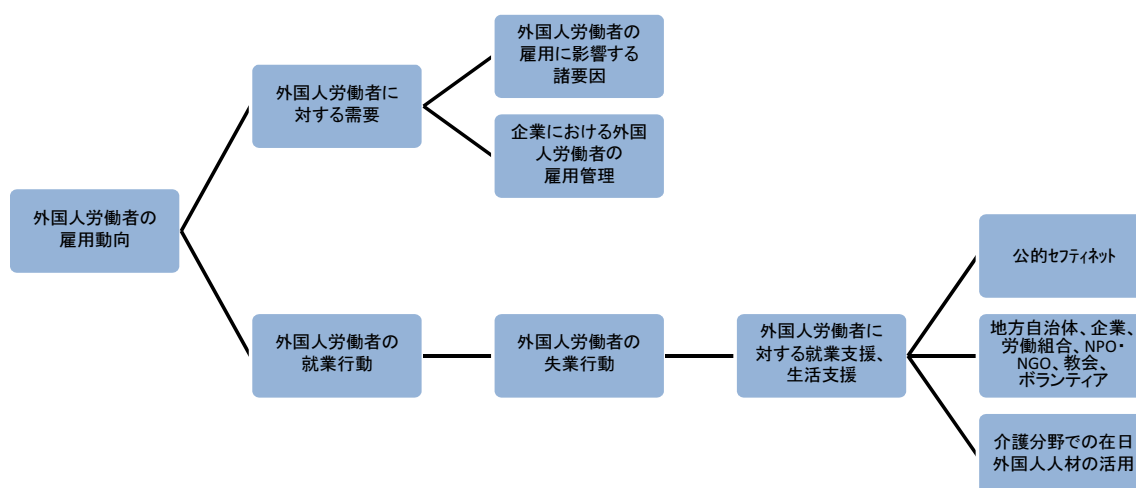 外国人労働者の
雇用に影響する
諸要因
外国人労働者に
対する需要
企業における外国
人労働者の
雇用管理
外国人労働者の
雇用動向
公的セフティネット
外国人労働者の
就業行動
外国人労働者の
失業行動
外国人労働者に
対する就業支援、
生活支援
地方自治体、企業、
労働組合、NPO・
NGO、教会、
ボランティア
介護分野での在日
外国人人材の活用